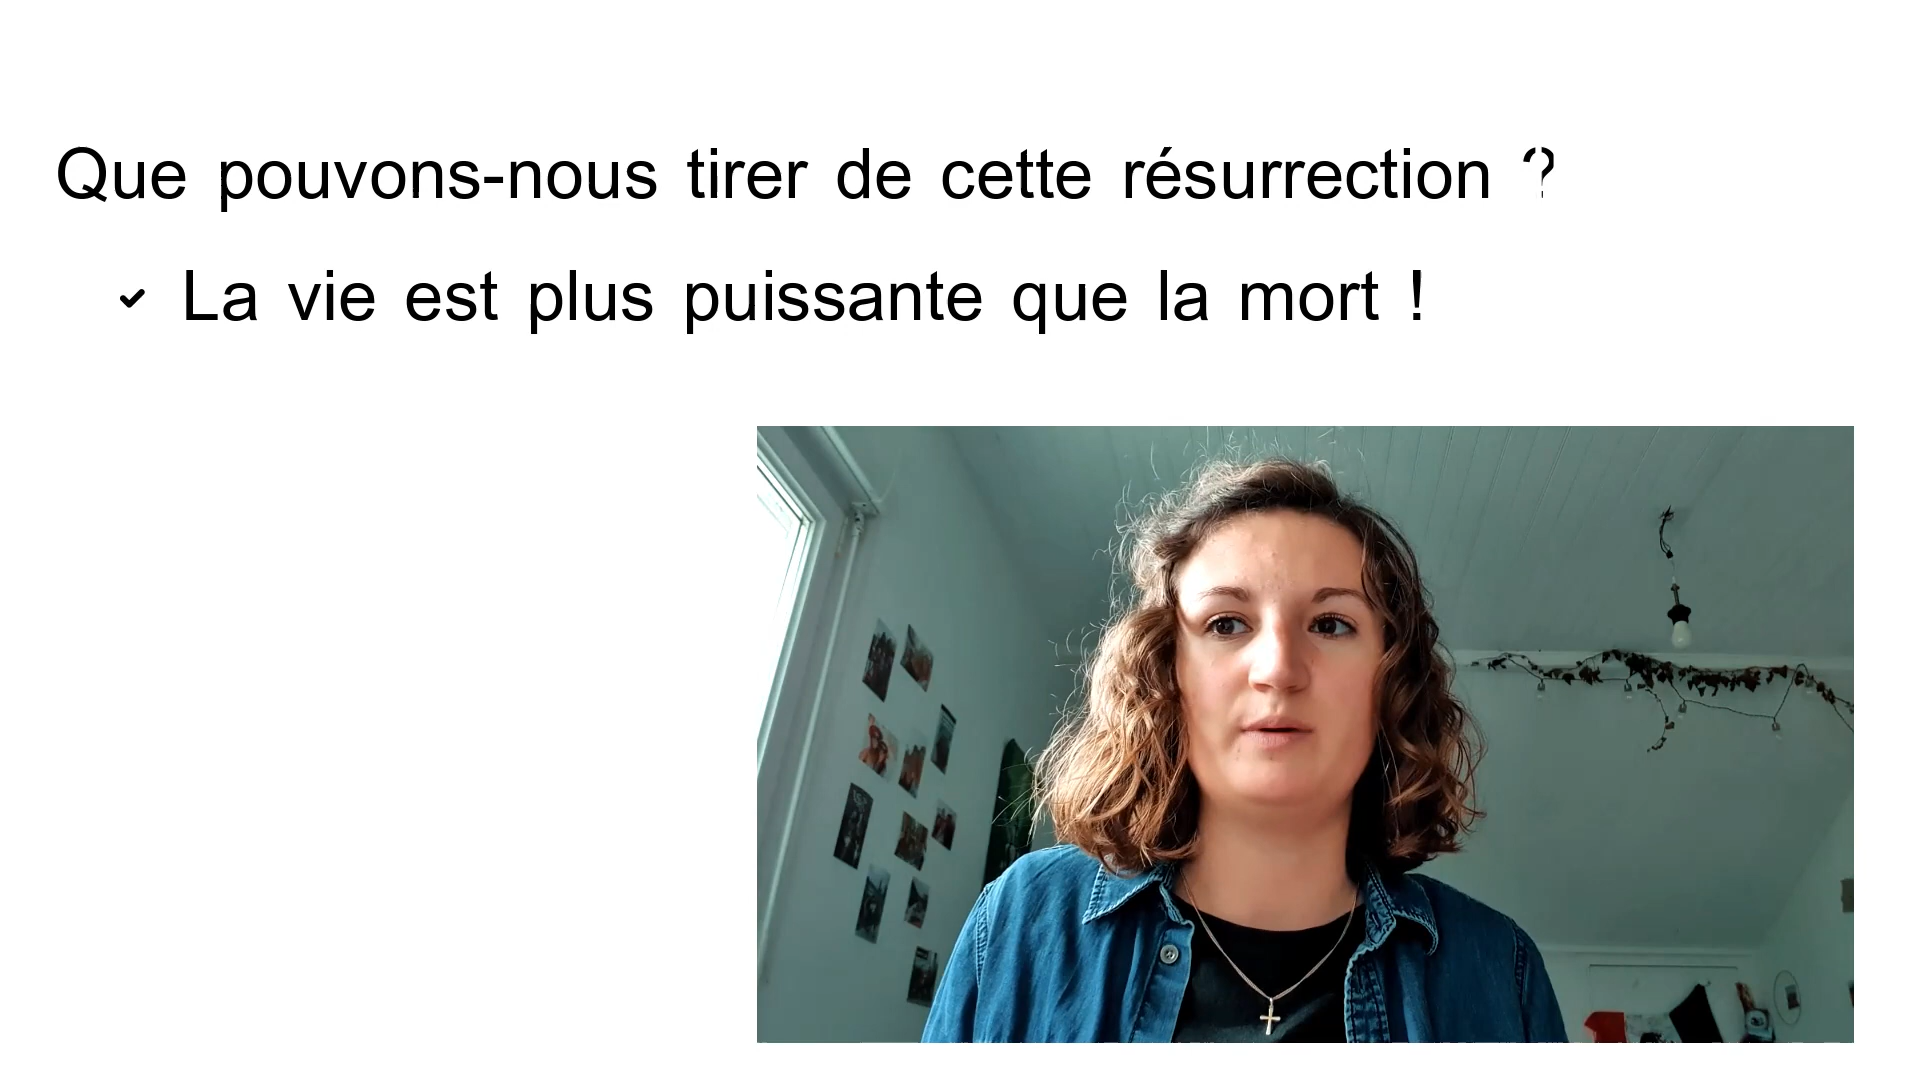 Que pouvons-nous tirer de cette résurrection ?
La vie est plus puissante que la mort !